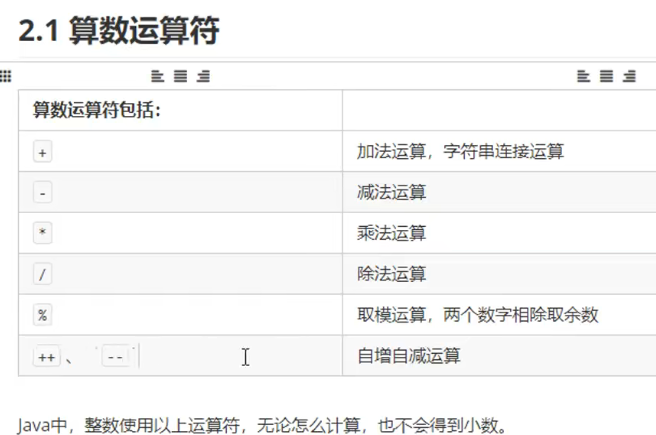 2.1 算数运算符
算数运算符包括：
+ 加法运算，字符串连接运算
- 减法运算
* 乘法运算
/ 除法运算
% 取模运算，两个数字相除取余数
++ 、 `--` 自增自减运算
Java中，整数使用以上运算符，无论怎么计算，也不会得到小数。